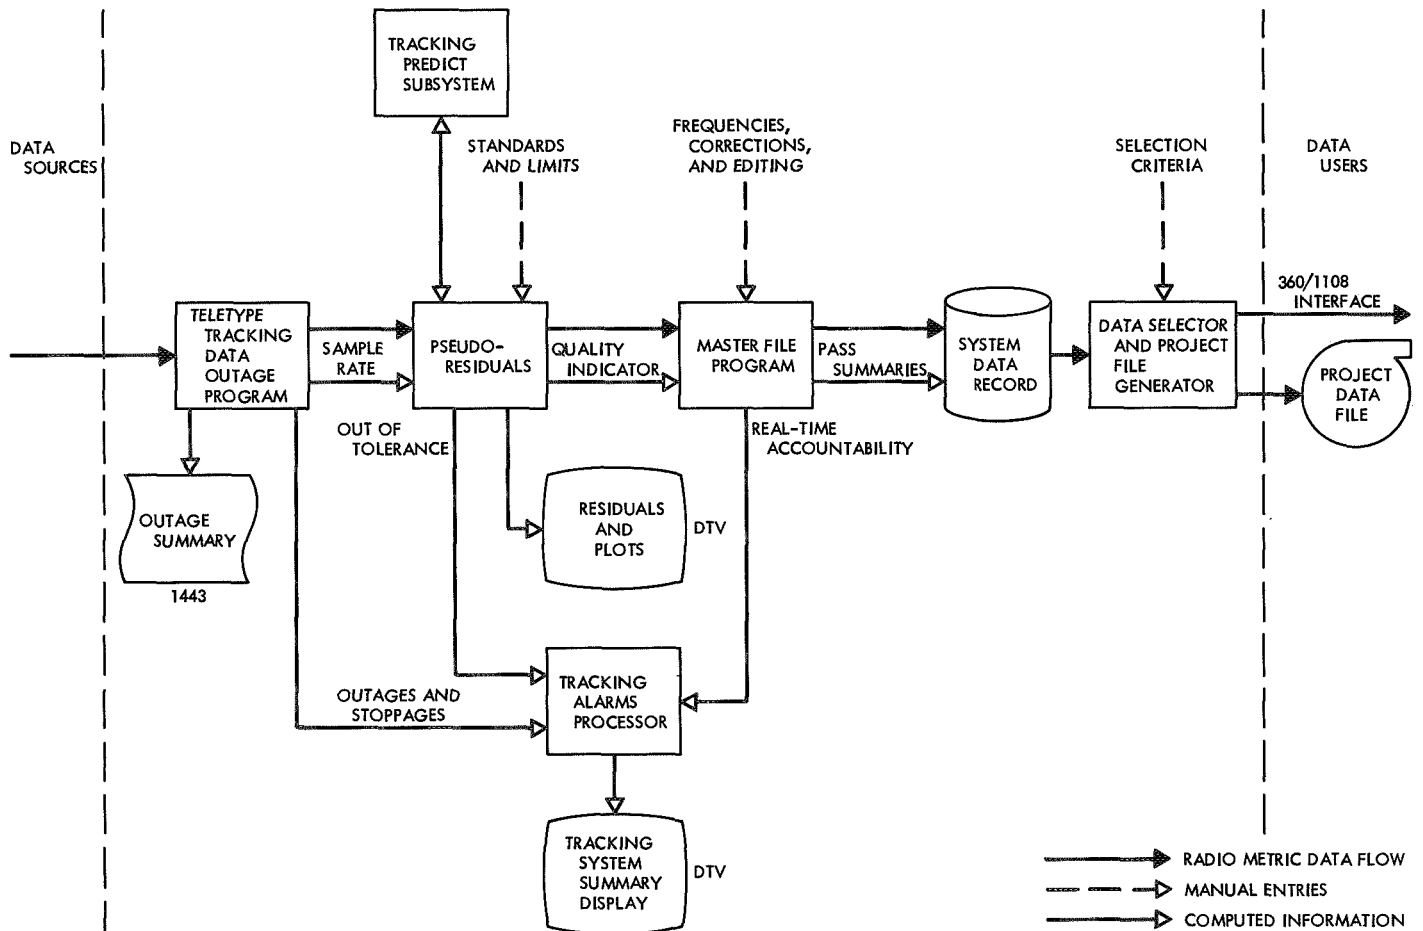 TRACKING
PREDICT
SUBSYSTEM
DATA
SOURCES
STANDARDS
AND LIMITS
FREQUENCIES,
CORRECTIONS,
AND EDITING
SELECTION
CRITERIA
DATA
USERS
TELETYPE
TRACKING
DATA
OUTAGE
PROGRAM
SAMPLE
RATE
PSEUDO-
RESIDUALS
QUALITY
INDICATOR
MASTER FILE
PROGRAM
PASS
SUMMARIES
SYSTEM
DATA
RECORD
DATA SELECTOR
AND PROJECT
FILE
GENERATOR
360/1108
INTERFACE
PROJECT
DATA
FILE
OUT OF
TOLERANCE
REAL-TIME
ACCOUNTABILITY
OUTAGE
SUMMARY
1443
RESIDUALS
AND
PLOTS
DTV
OUTAGES AND
STOPPAGES
TRACKING
ALARMS
PROCESSOR
TRACKING
SYSTEM
SUMMARY
DISPLAY
DTV
RADIO METRIC DATA FLOW
MANUAL ENTRIES
COMPUTED INFORMATION